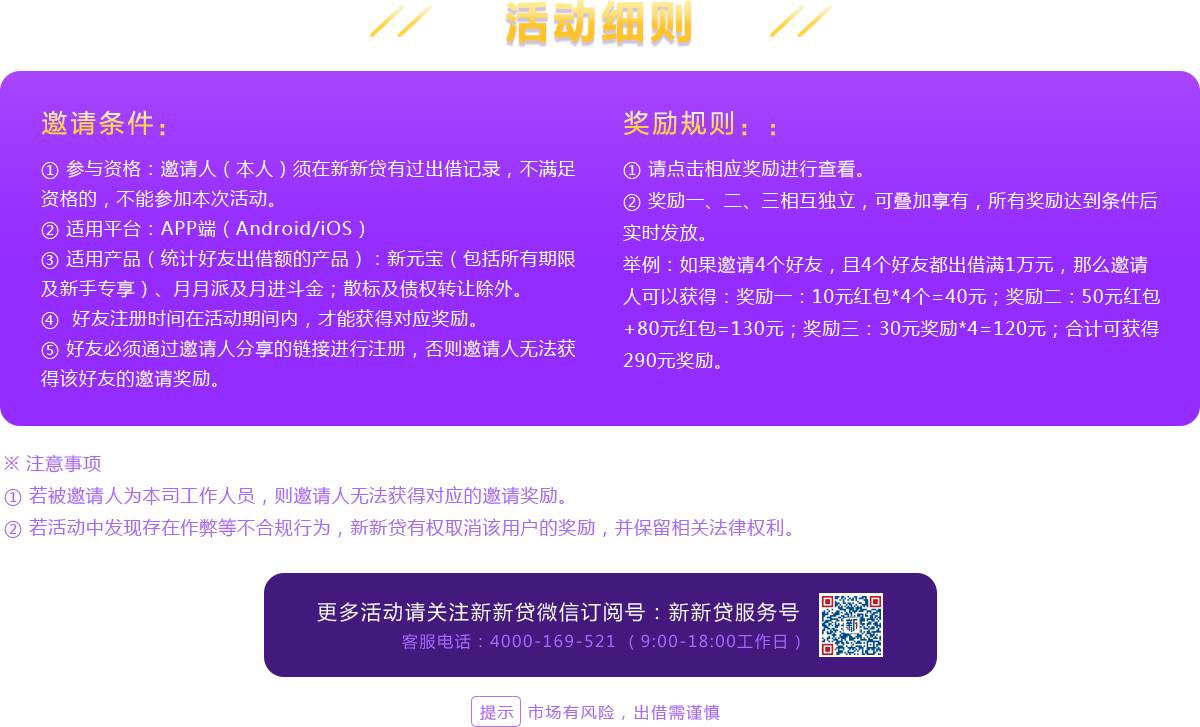 活动细则
邀请条件：
① 参与资格：邀请人（本人）须在新新贷有过出借记录，不满足
资格的，不能参加本次活动。
② 适用平台：APP端（Android/iOS）
③ 适用产品（统计好友出借额的产品）：新元宝（包括所有期限
及新手专享）、月月派及月进斗金；散标及债权转让除外。
④ 好友注册时间在活动期间内，才能获得对应奖励。
⑤ 好友必须通过邀请人分享的链接进行注册，否则邀请人无法获
得该好友的邀请奖励。
奖励规则：：
① 请点击相应奖励进行查看。
② 奖励一、二、三相互独立，可叠加享有，所有奖励达到条件后
实时发放。
举例：如果邀请4个好友，且4个好友都出借满1万元，那么邀请
人可以获得：奖励一：10元红包*4个=40元；奖励二：50元红包
+80元红包=130元；奖励三：30元奖励*4=120元；合计可获得
290元奖励。
※ 注意事项
① 若被邀请人为本司工作人员，则邀请人无法获得对应的邀请奖励。
② 若活动中发现存在作弊等不合规行为，新新贷有权取消该用户的奖励，并保留相关法律权利。
更多活动请关注新新贷微信订阅号：新新贷服务号
客服电话：4000-169-521（9:00-18:00工作日）
新
提示 市场有风险，出借需谨慎